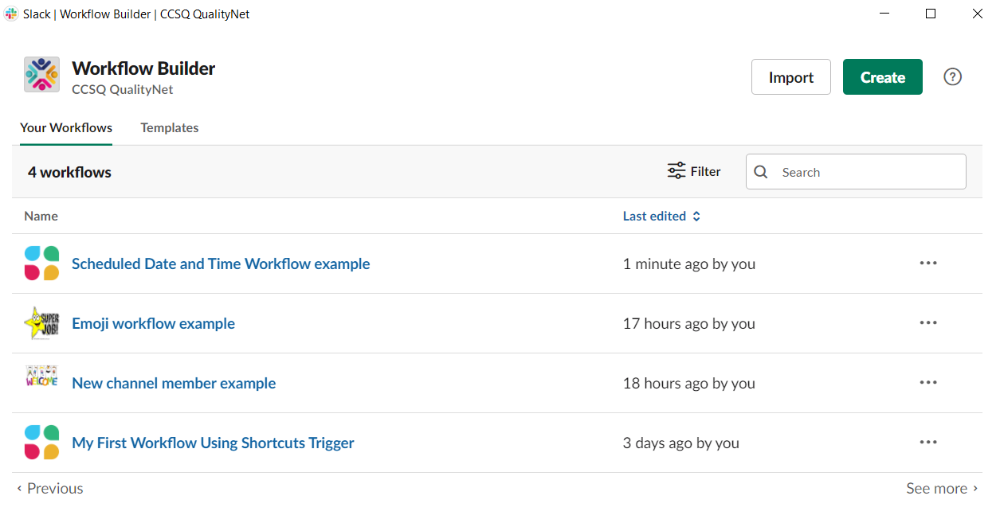 Slack | Workflow Builder | CCSQ QualityNet
Workflow Builder
CCSQ QualityNet
Import
Create
?
Your Workflows
Templates
4 workflows
Filter
Search
Name
Last edited
Scheduled Date and Time Workflow example
1 minute ago by you
SUPER
JOB!
Emoji workflow example
17 hours ago by you
WELCOME
New channel member example
18 hours ago by you
My First Workflow Using Shortcuts Trigger
3 days ago by you
‹ Previous
See more ›